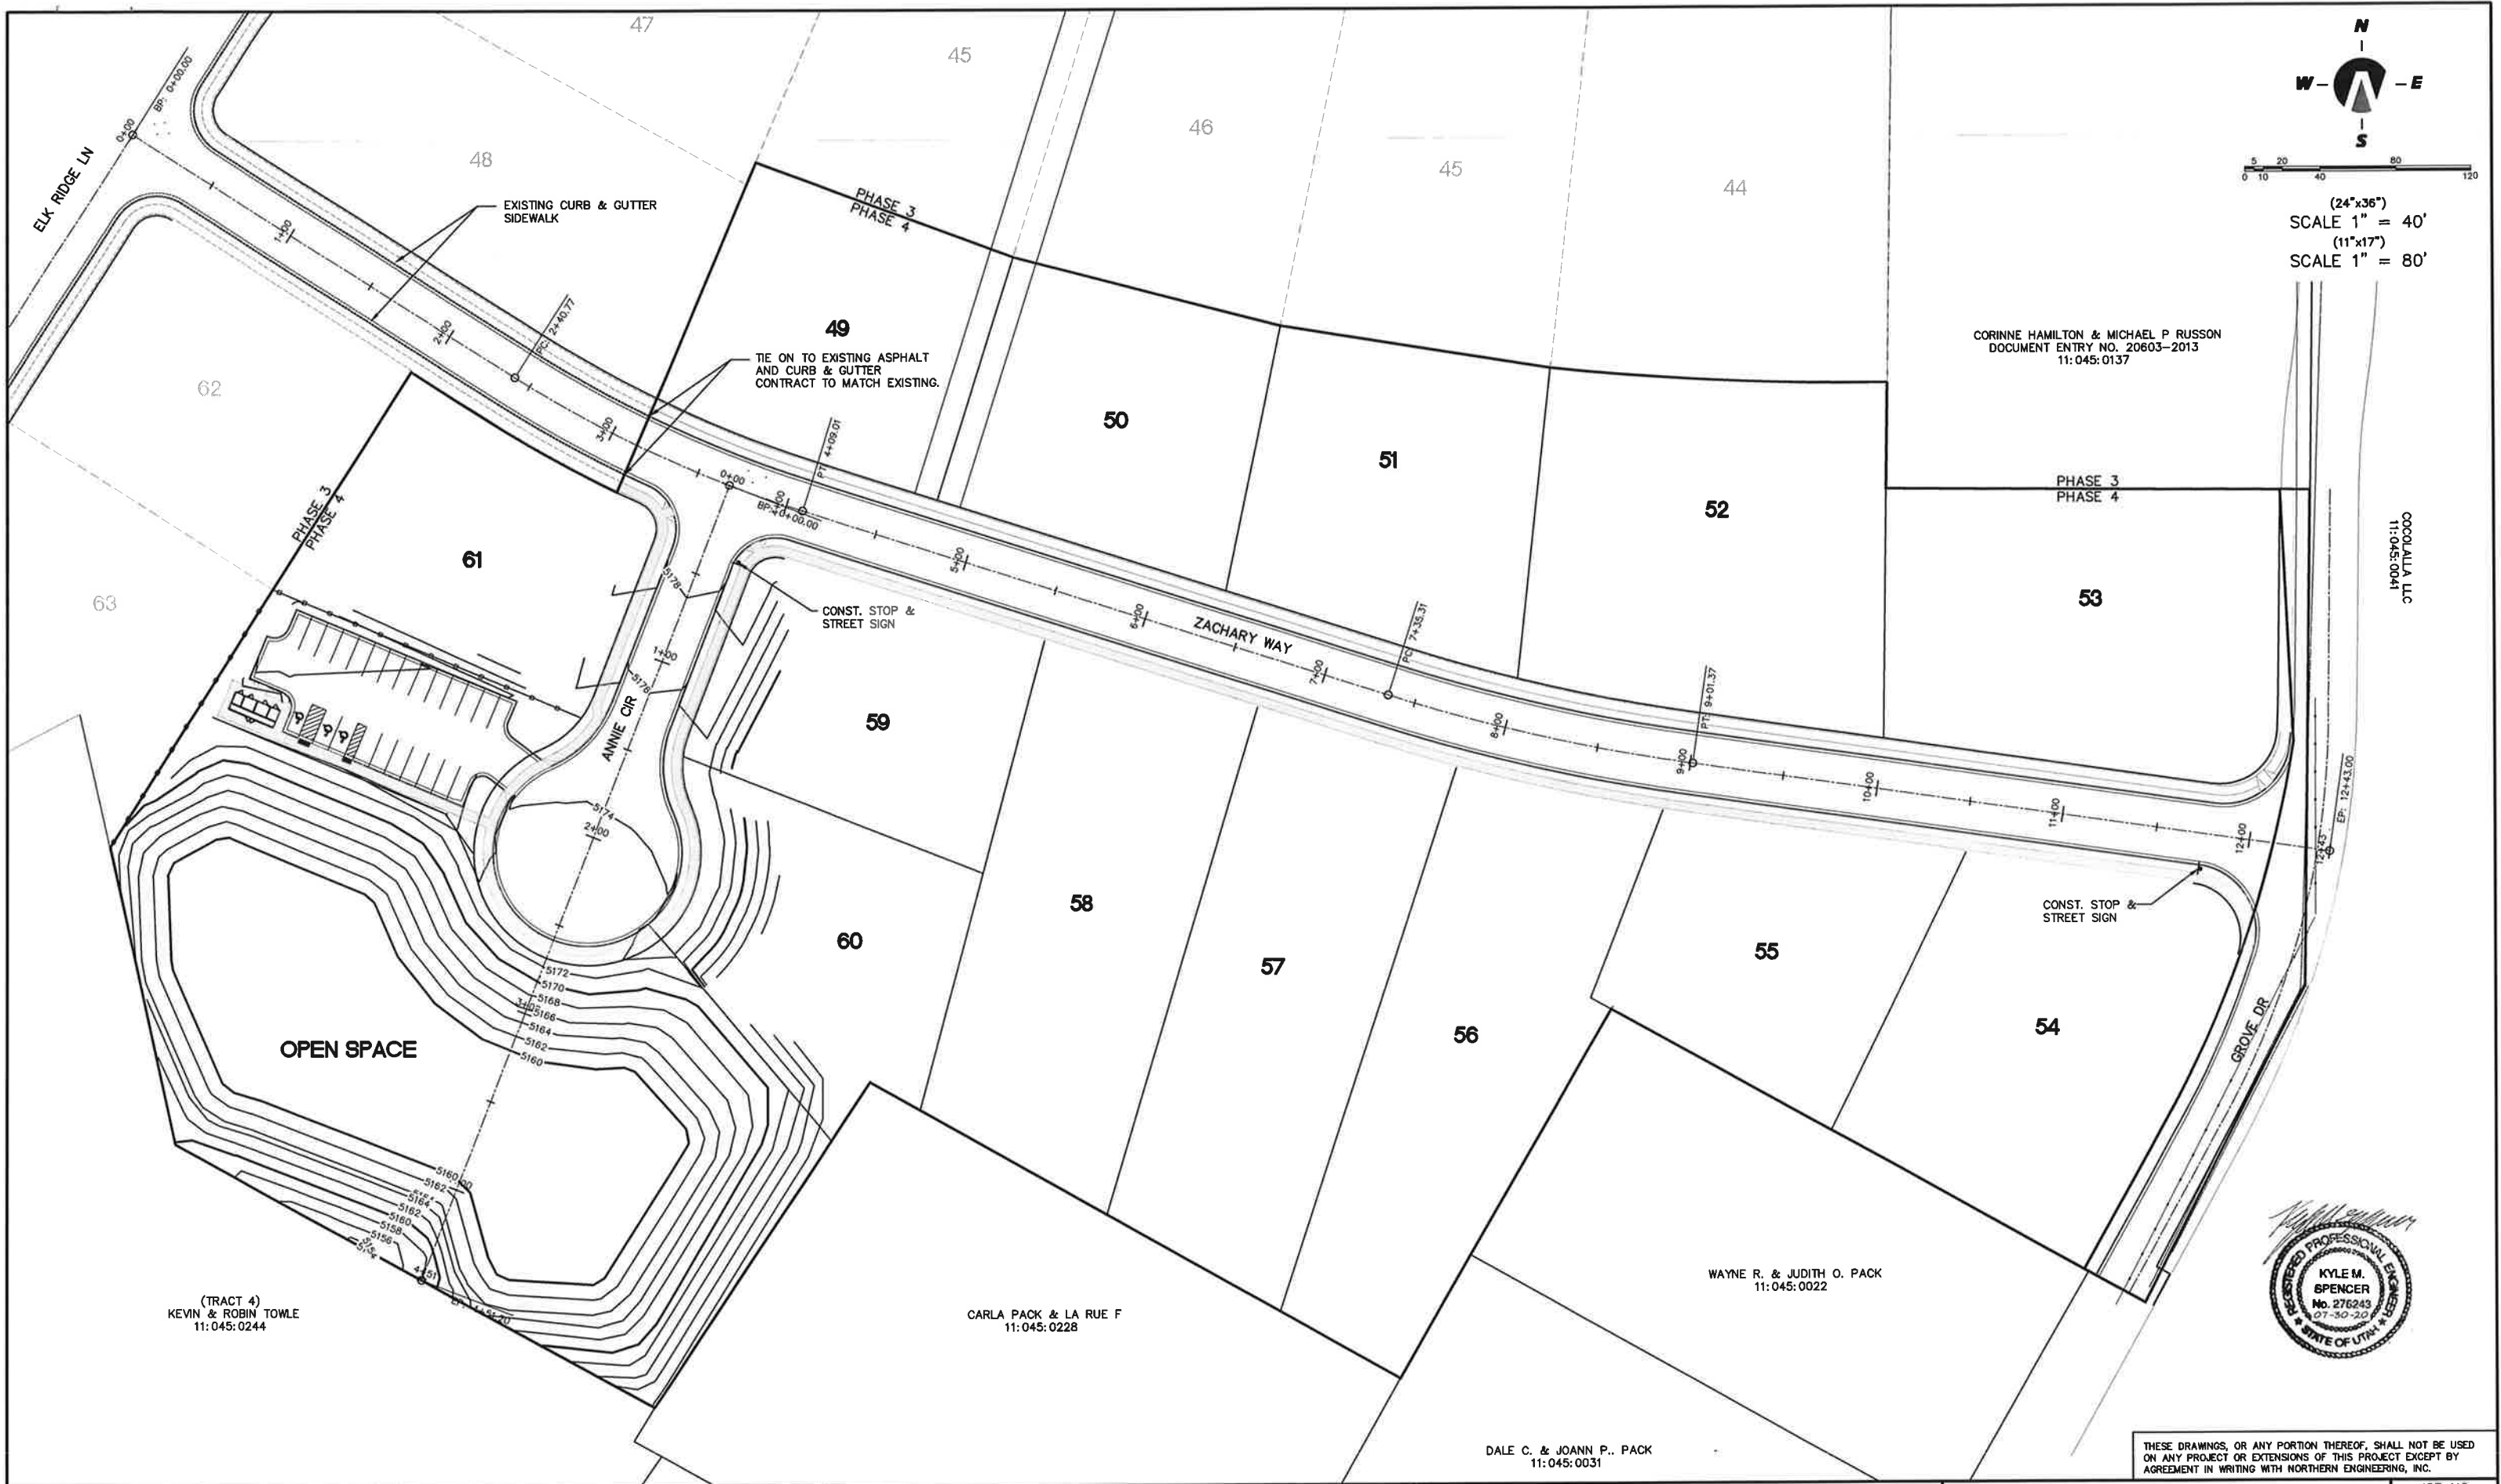 47
45
46
45
44
48
N
W
E
S
5 20 80
0 10 40 120
(24"x36")
SCALE 1" = 40'
(11"x17")
SCALE 1" = 80'
ELK RIDGE LN
0+00
BP: 0+00.00
EXISTING CURB & GUTTER
SIDEWALK
PHASE 3
PHASE 4
1+00
2+00
PC: 2+40.77
3+00
49
TIE ON TO EXISTING ASPHALT
AND CURB & GUTTER
CONTRACT TO MATCH EXISTING.
PT: 4+09.01
50
51
52
53
CORINNE HAMILTON & MICHAEL P RUSSON
DOCUMENT ENTRY NO. 20603-2013
11:045:0137
PHASE 3
PHASE 4
COCOLALLA LLC
11:045:0041
62
63
PHASE 3
PHASE 4
61
0+00
BP: 0+00.00
5178
1+00
5176
ANNIE CIR
CONST. STOP &
STREET SIGN
5+00
6+00
ZACHARY WAY
7+00
PC: 7+35.31
8+00
9+00
PT: 9+01.37
10+00
11+00
12+00
12+43
EP: 12+43.00
59
5174
2+00
60
58
57
56
55
54
CONST. STOP &
STREET SIGN
GROVE DR
5172
5170
5168
5166
5164
5162
5160
OPEN SPACE
5160
5162
5164
5162
5160
5158
5156
5154
4+51
(TRACT 4)
KEVIN & ROBIN TOWLE
11:045:0244
CARLA PACK & LA RUE F
11:045:0228
WAYNE R. & JUDITH O. PACK
11:045:0022
DALE C. & JOANN P.. PACK
11:045:0031
REGISTERED PROFESSIONAL ENGINEER
KYLE M.
SPENCER
No. 276243
07-30-20
STATE OF UTAH
THESE DRAWINGS, OR ANY PORTION THEREOF, SHALL NOT BE USED
ON ANY PROJECT OR EXTENSIONS OF THIS PROJECT EXCEPT BY
AGREEMENT IN WRITING WITH NORTHERN ENGINEERING, INC.